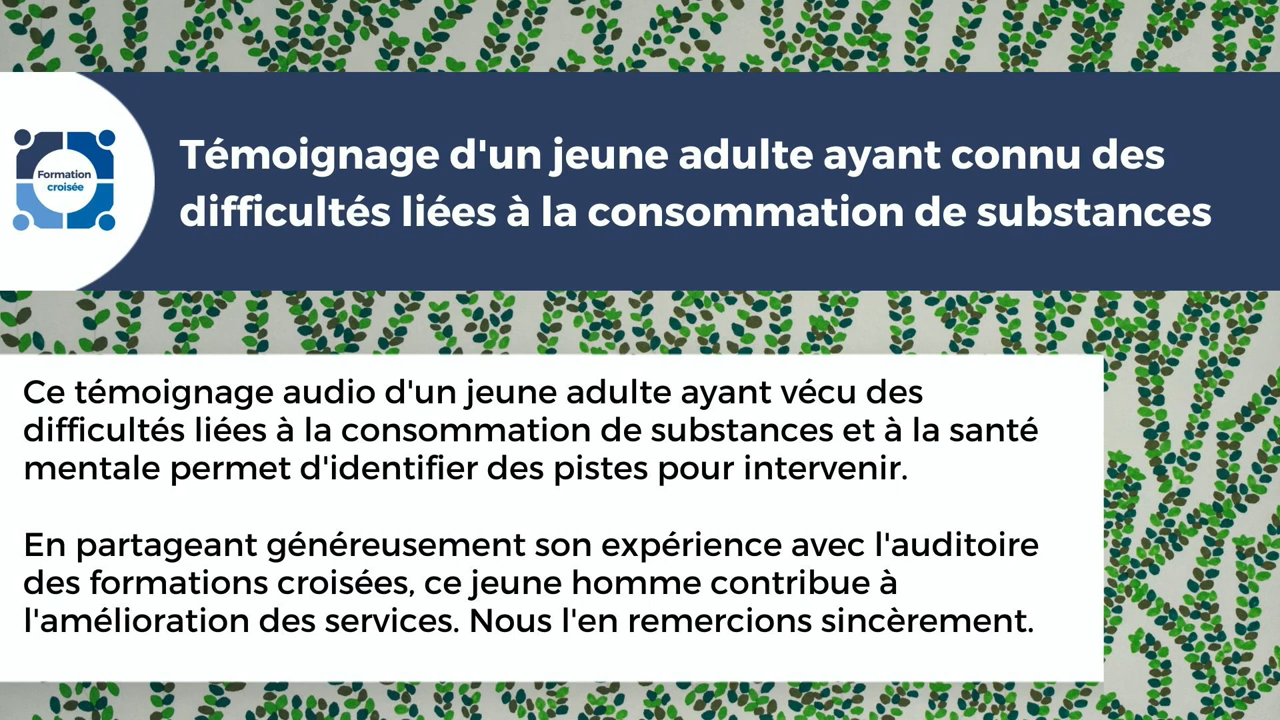 Formation
croisée
Témoignage d'un jeune adulte ayant connu des
difficultés liées à la consommation de substances
Ce témoignage audio d'un jeune adulte ayant vécu des
difficultés liées à la consommation de substances et à la santé
mentale permet d'identifier des pistes pour intervenir.
En partageant généreusement son expérience avec l'auditoire
des formations croisées, ce jeune homme contribue à
l'amélioration des services. Nous l'en remercions sincèrement.